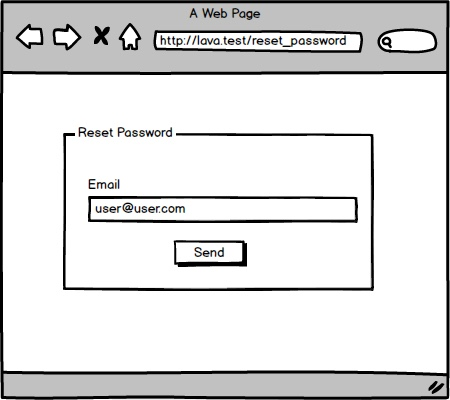 A Web Page
http://lava.test/reset_password
Reset Password
Email
user@user.com
Send